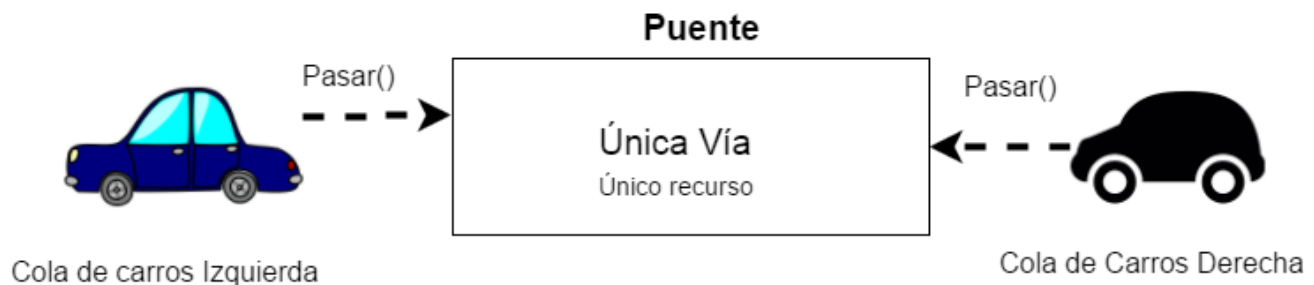 Puente
Pasar()
Pasar()
Única Vía
Único recurso
Cola de carros Izquierda
Cola de Carros Derecha